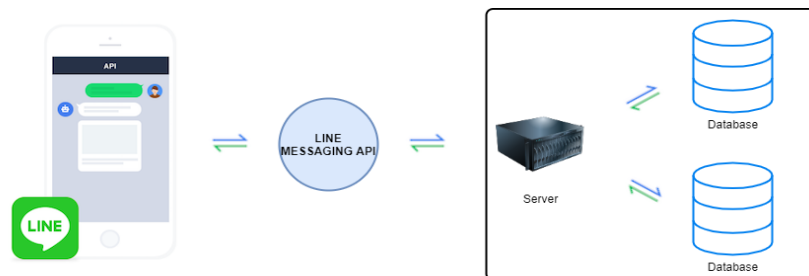 API
LINE
LINE
MESSAGING API
Server
Database
Database